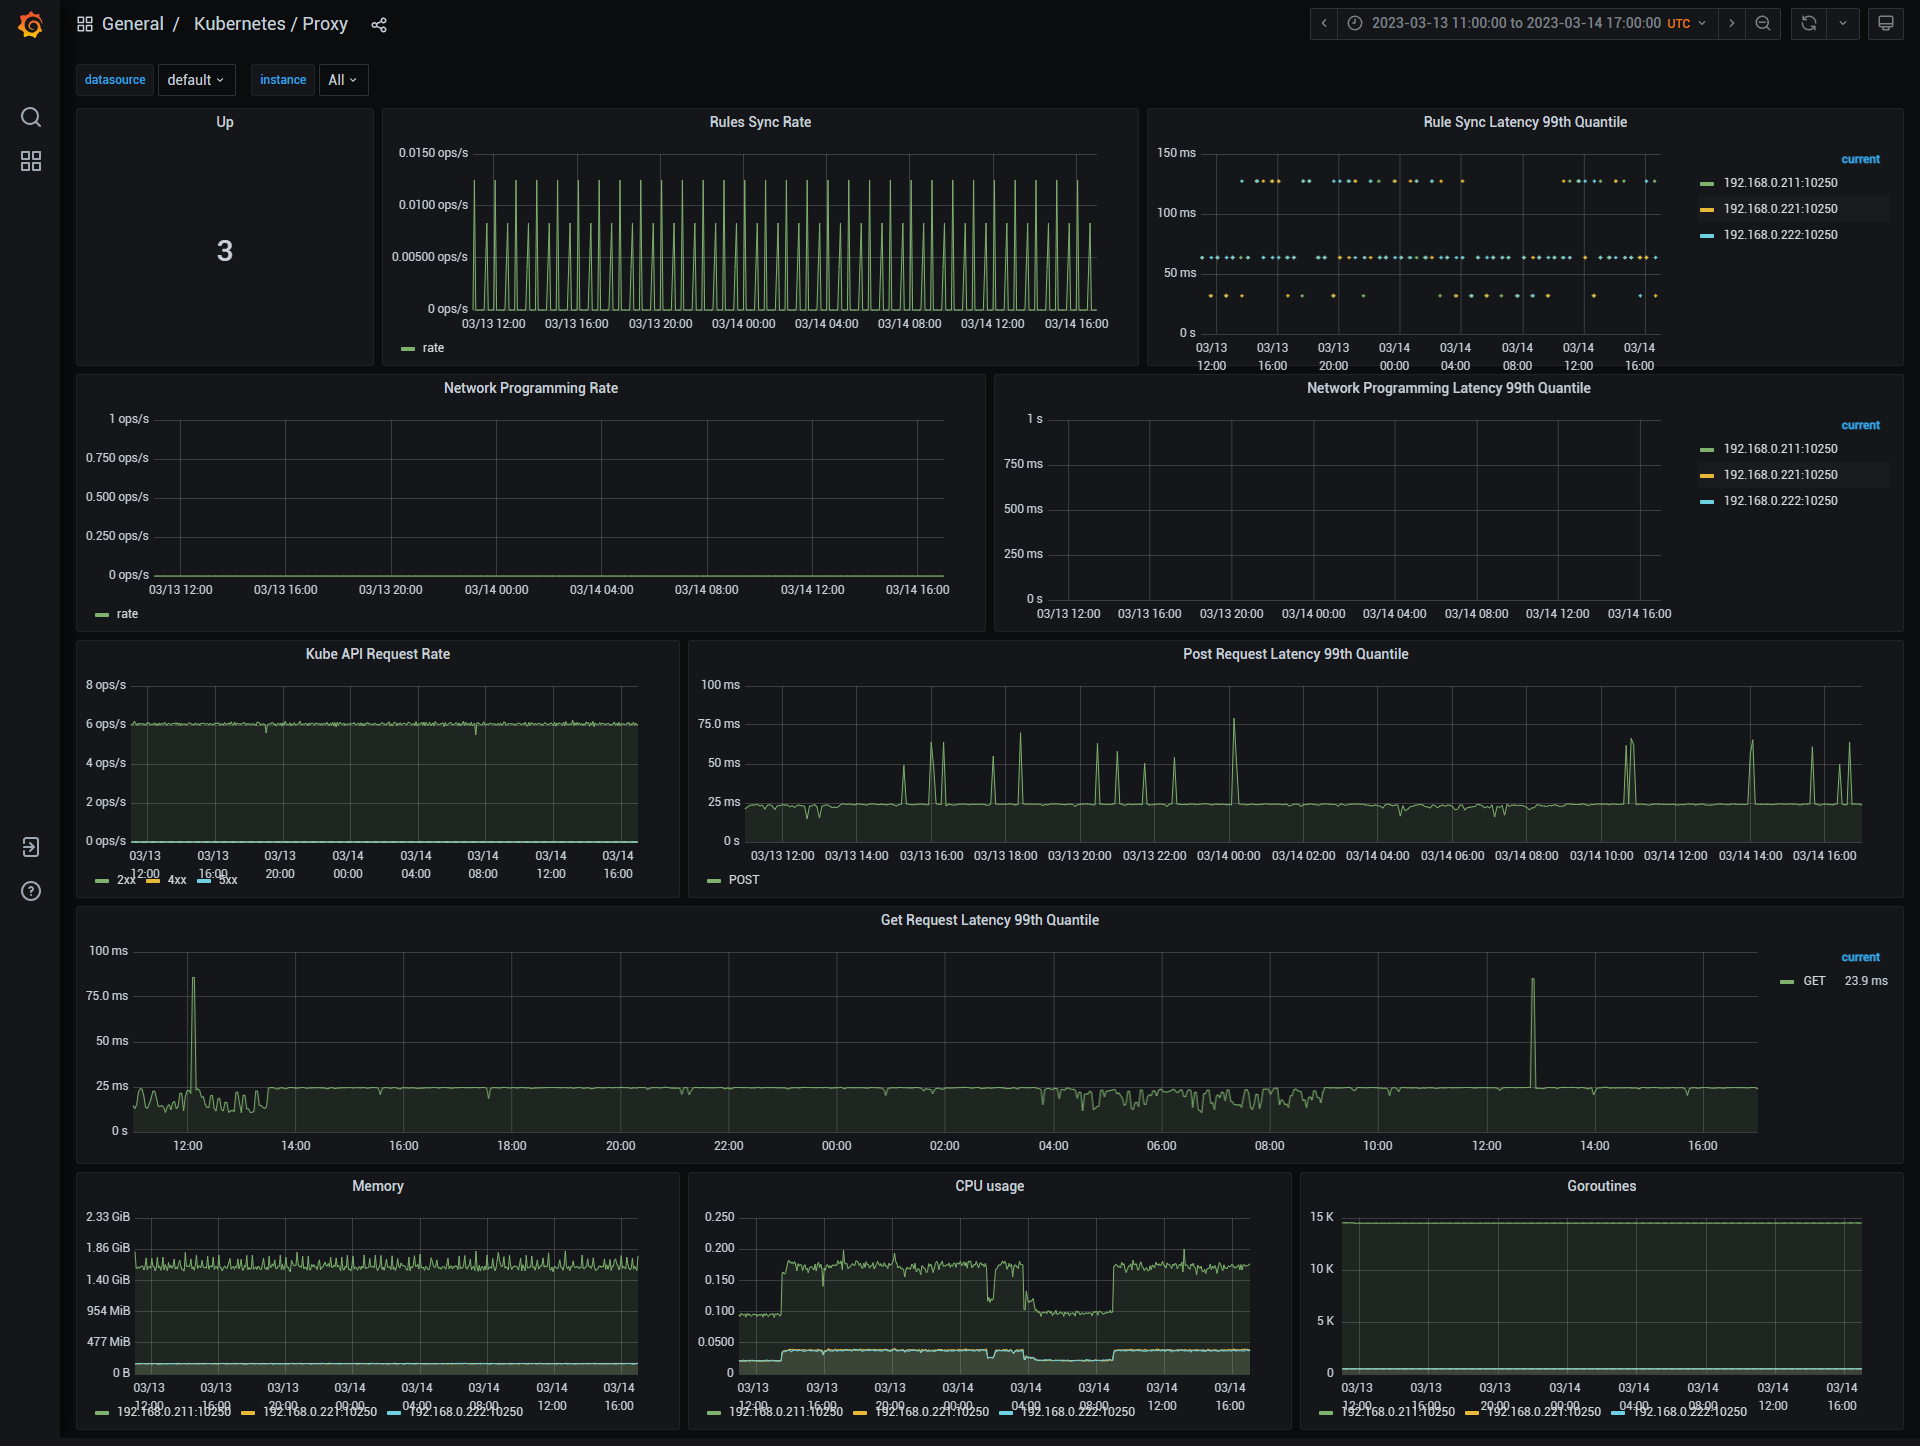 General / Kubernetes / Proxy
2023-03-13 11:00:00 to 2023-03-14 17:00:00 UTC
datasource default instance All
Up
3
Rules Sync Rate
0.0150 ops/s
0.0100 ops/s
0.00500 ops/s
0 ops/s
03/13 12:00 03/13 16:00 03/13 20:00 03/14 00:00 03/14 04:00 03/14 08:00 03/14 12:00 03/14 16:00
rate
Rule Sync Latency 99th Quantile
150 ms
100 ms
50 ms
0 s
03/13 03/13 03/13 03/14 03/14 03/14 03/14 03/14
12:00 16:00 20:00 00:00 04:00 08:00 12:00 16:00
current
192.168.0.211:10250
192.168.0.221:10250
192.168.0.222:10250
Network Programming Rate
1 ops/s
0.750 ops/s
0.500 ops/s
0.250 ops/s
0 ops/s
03/13 12:00 03/13 16:00 03/13 20:00 03/14 00:00 03/14 04:00 03/14 08:00 03/14 12:00 03/14 16:00
rate
Network Programming Latency 99th Quantile
1 s
750 ms
500 ms
250 ms
0 s
03/13 12:00 03/13 16:00 03/13 20:00 03/14 00:00 03/14 04:00 03/14 08:00 03/14 12:00 03/14 16:00
current
192.168.0.211:10250
192.168.0.221:10250
192.168.0.222:10250
Kube API Request Rate
8 ops/s
6 ops/s
4 ops/s
2 ops/s
0 ops/s
03/13 03/13 03/13 03/14 03/14 03/14 03/14 03/14
12:00 16:00 20:00 00:00 04:00 08:00 12:00 16:00
2xx 4xx 5xx
Post Request Latency 99th Quantile
100 ms
75.0 ms
50 ms
25 ms
0 s
03/13 12:00 03/13 14:00 03/13 16:00 03/13 18:00 03/13 20:00 03/13 22:00 03/14 00:00 03/14 02:00 03/14 04:00 03/14 06:00 03/14 08:00 03/14 10:00 03/14 12:00 03/14 14:00 03/14 16:00
POST
Get Request Latency 99th Quantile
100 ms
75.0 ms
50 ms
25 ms
0 s
12:00 14:00 16:00 18:00 20:00 22:00 00:00 02:00 04:00 06:00 08:00 10:00 12:00 14:00 16:00
current
GET 23.9 ms
Memory
2.33 GiB
1.86 GiB
1.40 GiB
954 MiB
477 MiB
0 B
03/13 03/13 03/13 03/14 03/14 03/14 03/14 03/14
12:00 16:00 20:00 00:00 04:00 08:00 12:00 16:00
192.168.0.211:10250 192.168.0.221:10250 192.168.0.222:10250
CPU usage
0.250
0.200
0.150
0.100
0.0500
0
03/13 03/13 03/13 03/14 03/14 03/14 03/14 03/14
12:00 16:00 20:00 00:00 04:00 08:00 12:00 16:00
192.168.0.211:10250 192.168.0.221:10250 192.168.0.222:10250
Goroutines
15 K
10 K
5 K
0
03/13 03/13 03/13 03/14 03/14 03/14 03/14 03/14
12:00 16:00 20:00 00:00 04:00 08:00 12:00 16:00
192.168.0.211:10250 192.168.0.221:10250 192.168.0.222:10250